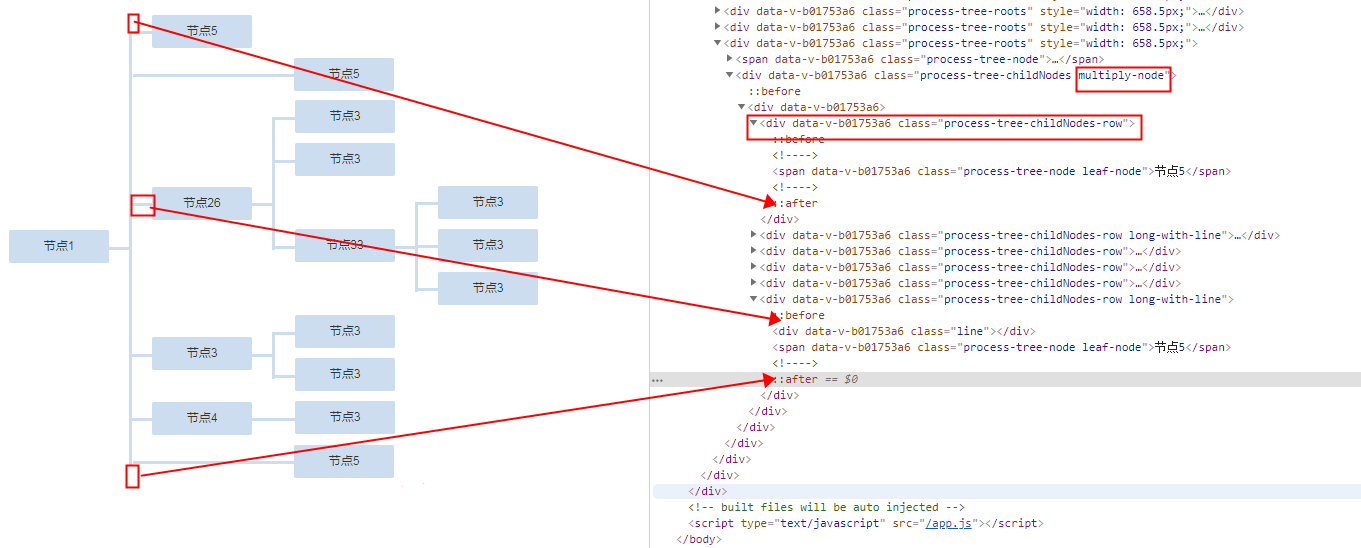 节点5
节点5
节点3
节点3
节点26
节点3
节点33
节点3
节点1
节点3
节点3
节点3
节点3
节点4
节点3
节点5
<div data-v-b01753a6 class="process-tree-roots" style="width: 658.5px;">…</div>
<div data-v-b01753a6 class="process-tree-roots" style="width: 658.5px;">…</div>
<div data-v-b01753a6 class="process-tree-roots" style="width: 658.5px;">
<span data-v-b01753a6 class="process-tree-node">…</span>
<div data-v-b01753a6 class="process-tree-childNodes multiply-node">
::before
<div data-v-b01753a6>
<div data-v-b01753a6 class="process-tree-childNodes-row">
::before
<!---->
<span data-v-b01753a6 class="process-tree-node leaf-node">节点5</span>
<!---->
::after
</div>
<div data-v-b01753a6 class="process-tree-childNodes-row long-with-line">…</div>
<div data-v-b01753a6 class="process-tree-childNodes-row">…</div>
<div data-v-b01753a6 class="process-tree-childNodes-row">…</div>
<div data-v-b01753a6 class="process-tree-childNodes-row">…</div>
<div data-v-b01753a6 class="process-tree-childNodes-row long-with-line">
::before
<div data-v-b01753a6 class="line"></div>
<span data-v-b01753a6 class="process-tree-node leaf-node">节点5</span>
<!---->
… ::after == $0
</div>
</div>
</div>
</div>
</div>
</div>
</div>
<!-- built files will be auto injected -->
<script type="text/javascript" src="/app.js"></script>
</body>